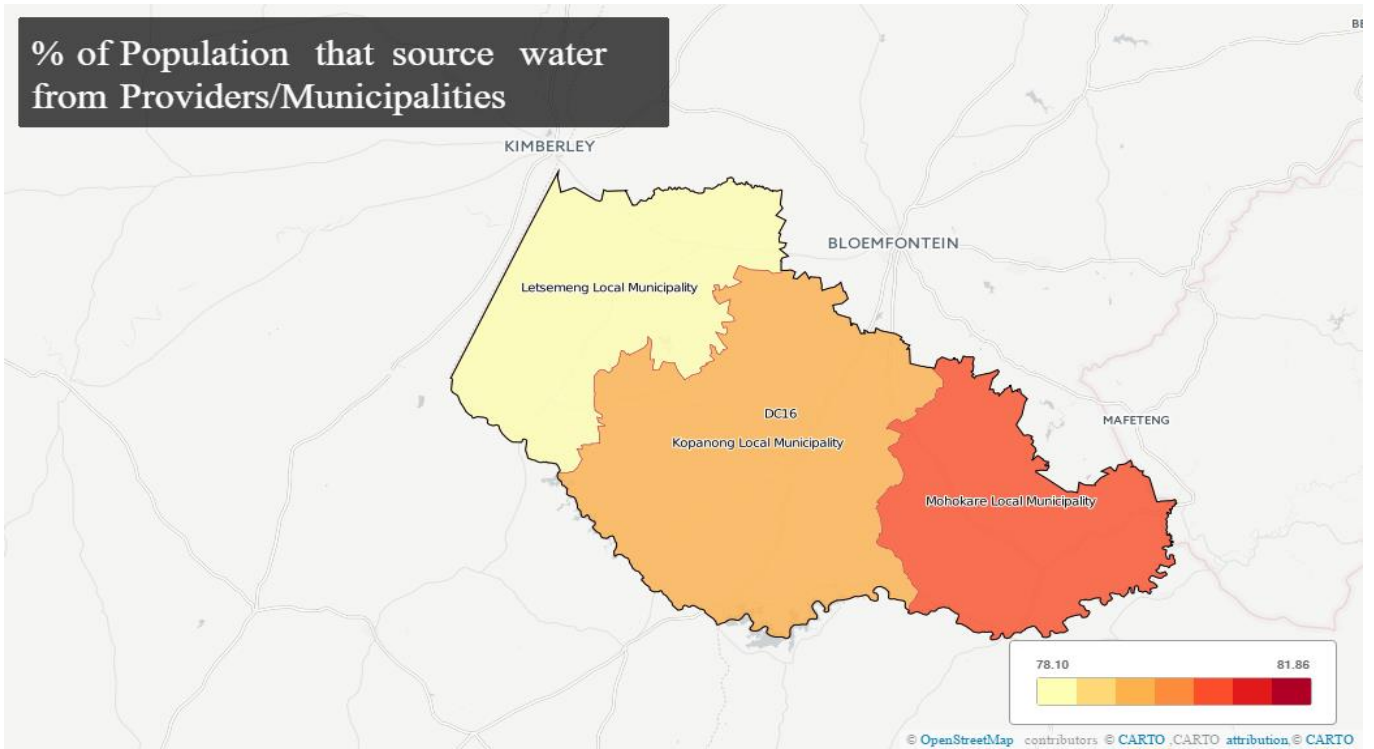 % of Population that source water
from Providers/Municipalities
KIMBERLEY
BLOEMFONTEIN
Letsemeng Local Municipality
DC16
MAFETENG
Kopanong Local Municipality
Mohokare Local Municipality
78.10 81.86
© OpenStreetMap contributors © CARTO ,CARTO attribution,© CARTO